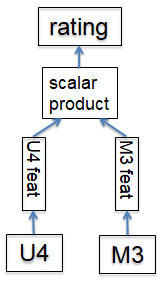 rating
scalar
product
U4 feat
M3 feat
U4
M3